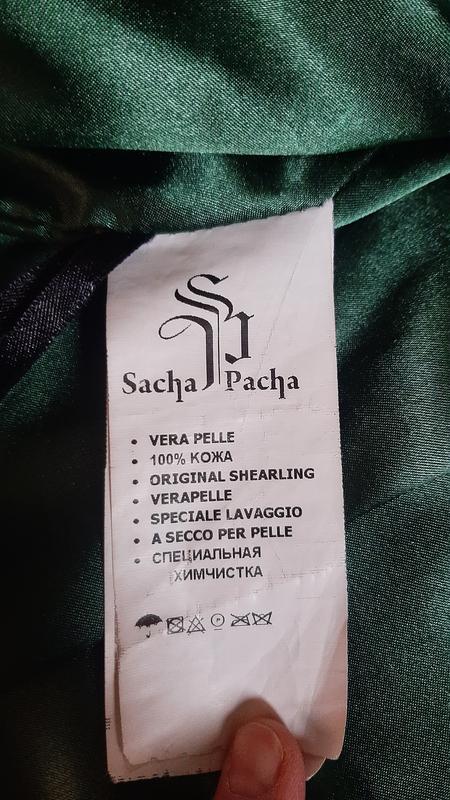 Sacha Pacha
• VERA PELLE
• 100% КОЖА
• ORIGINAL SHEARLING
• VERAPELLE
• SPECIALE LAVAGGIO
• A SECCO PER PELLE
• СПЕЦИАЛЬНАЯ
ХИМЧИСТКА